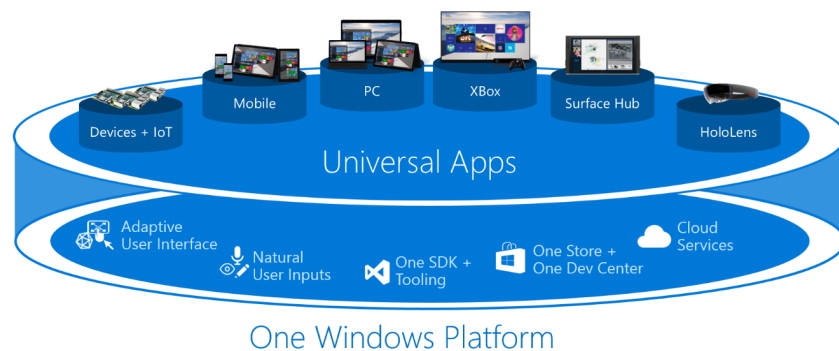 Devices + IoT
Mobile
PC
XBox
Surface Hub
HoloLens
Universal Apps
Adaptive
User Interface
Natural
User Inputs
One SDK +
Tooling
One Store +
One Dev Center
Cloud
Services
One Windows Platform